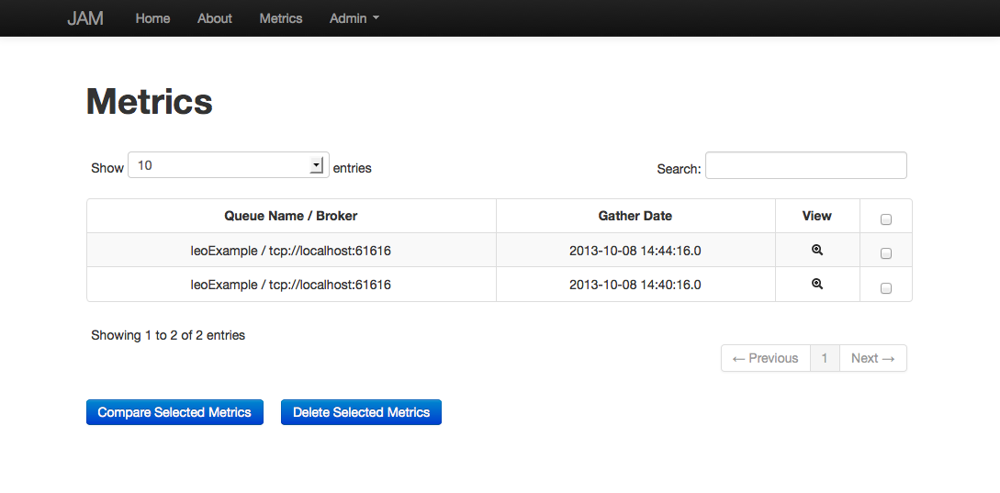 JAM Home About Metrics Admin
Metrics
Show 10 entries Search:
Queue Name / Broker Gather Date View
leoExample / tcp://localhost:61616 2013-10-08 14:44:16.0
leoExample / tcp://localhost:61616 2013-10-08 14:40:16.0
Showing 1 to 2 of 2 entries
← Previous 1 Next →
Compare Selected Metrics Delete Selected Metrics